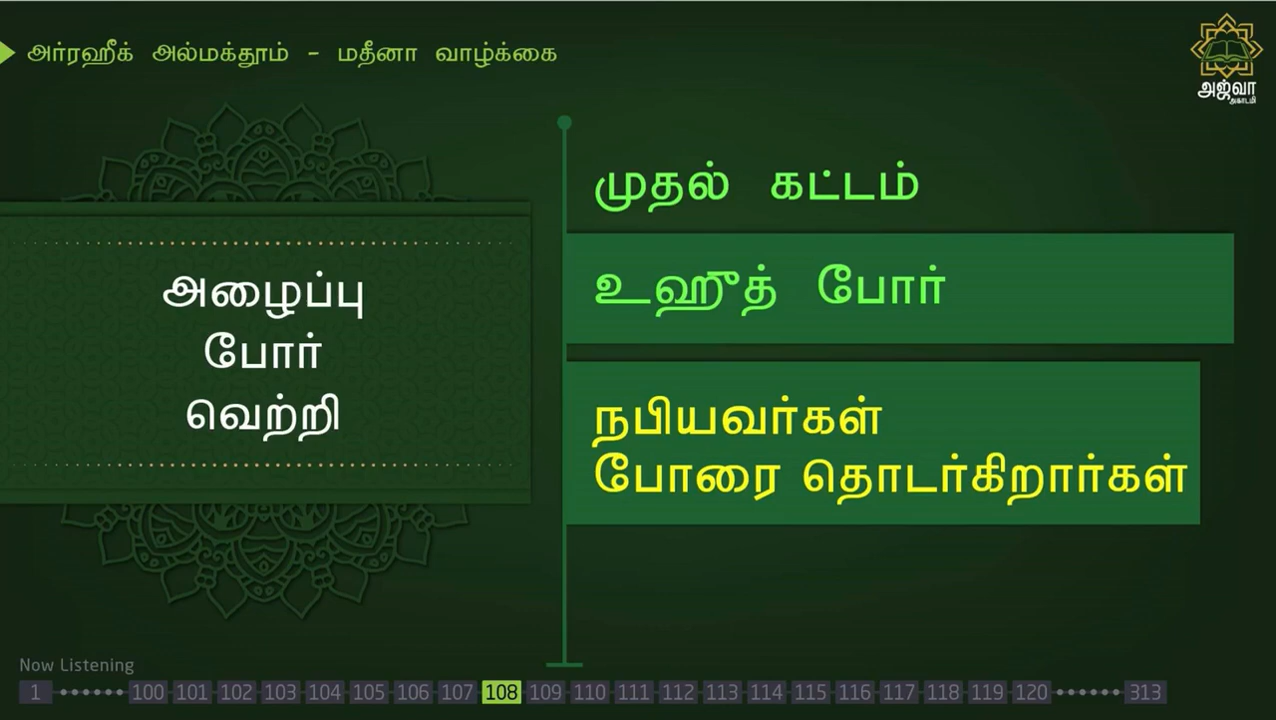 அர்ரஹீக் அல்மக்தூம் - மதீனா வாழ்க்கை
அஜ்வா
அகாடமி
அழைப்பு
போர்
வெற்றி
முதல் கட்டம்
உஹுத் போர்
நபியவர்கள்
போரை தொடர்கிறார்கள்
Now Listening
1 100 101 102 103 104 105 106 107 108 109 110 111 112 113 114 115 116 117 118 119 120 313